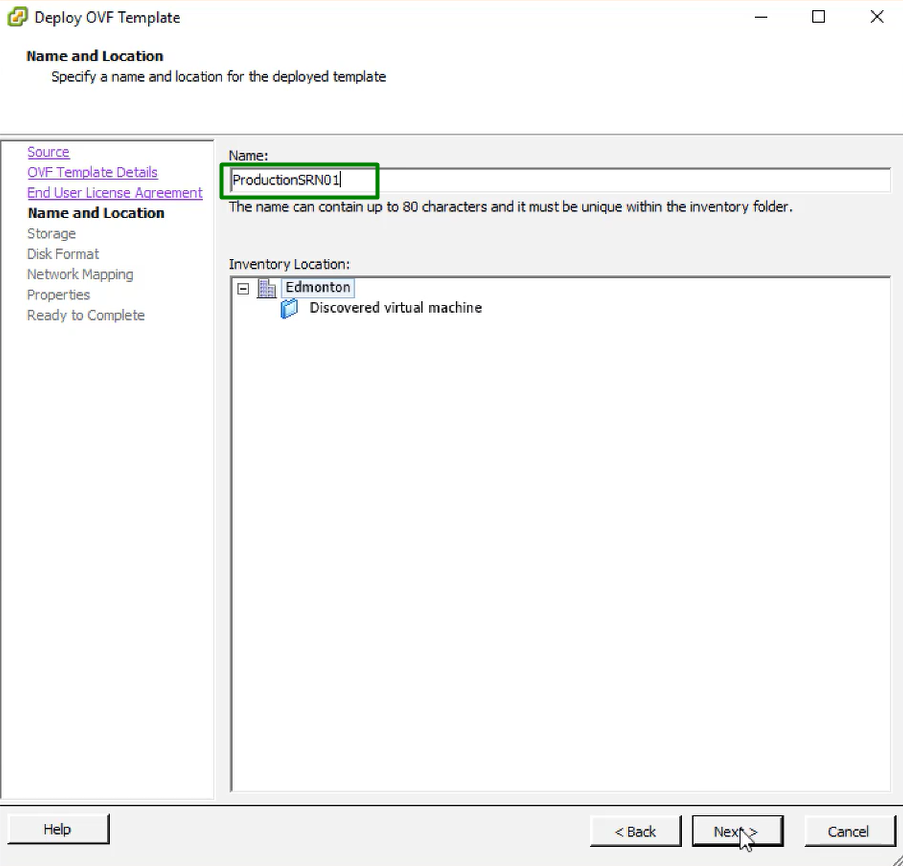 Deploy OVF Template
Name and Location
Specify a name and location for the deployed template
Source
OVF Template Details
End User License Agreement
Name and Location
Storage
Disk Format
Network Mapping
Properties
Ready to Complete
Name:
ProductionSRN01
The name can contain up to 80 characters and it must be unique within the inventory folder.
Inventory Location:
Edmonton
Discovered virtual machine
Help
< Back
Next >
Cancel